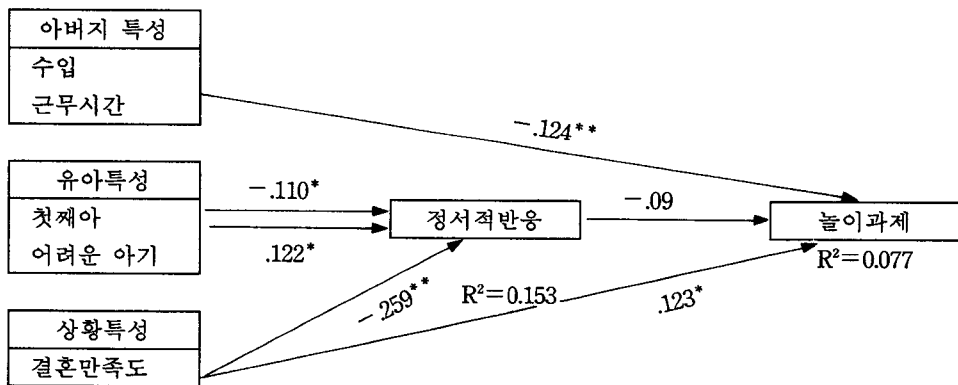 아버지 특성
수입
근무시간
-.124**
유아특성
첫째아
어려운 아기
-.110*
.122*
정서적반응
-.09
놀이과제
R²=0.077
-.259**
R²=0.153
.123*
상황특성
결혼만족도